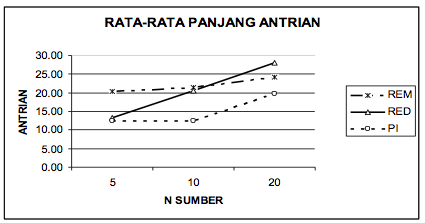 RATA-RATA PANJANG ANTRIAN
30.00
25.00
20.00
15.00
10.00
5.00
0.00
ANTRIAN
5 10 20
N SUMBER
REM
RED
PI